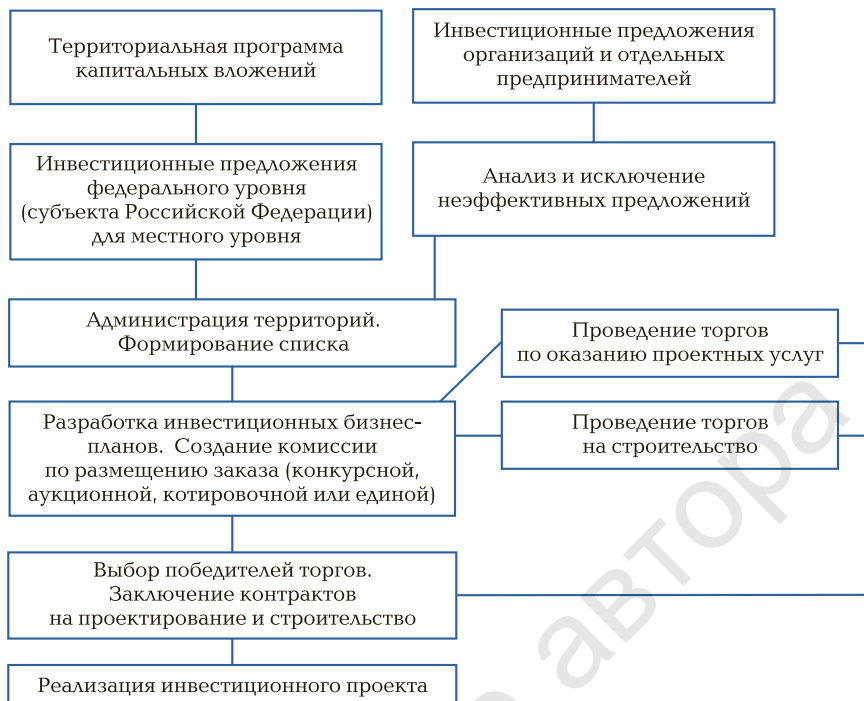 Территориальная программа
капитальных вложений
Инвестиционные предложения
организаций и отдельных
предпринимателей
Инвестиционные предложения
федерального уровня
(субъекта Российской Федерации)
для местного уровня
Анализ и исключение
неэффективных предложений
Администрация территорий.
Формирование списка
Проведение торгов
по оказанию проектных услуг
Разработка инвестиционных бизнес-
планов. Создание комиссии
по размещению заказа (конкурсной,
аукционной, котировочной или единой)
Проведение торгов
на строительство
Выбор победителей торгов.
Заключение контрактов
на проектирование и строительство
Реализация инвестиционного проекта
автора